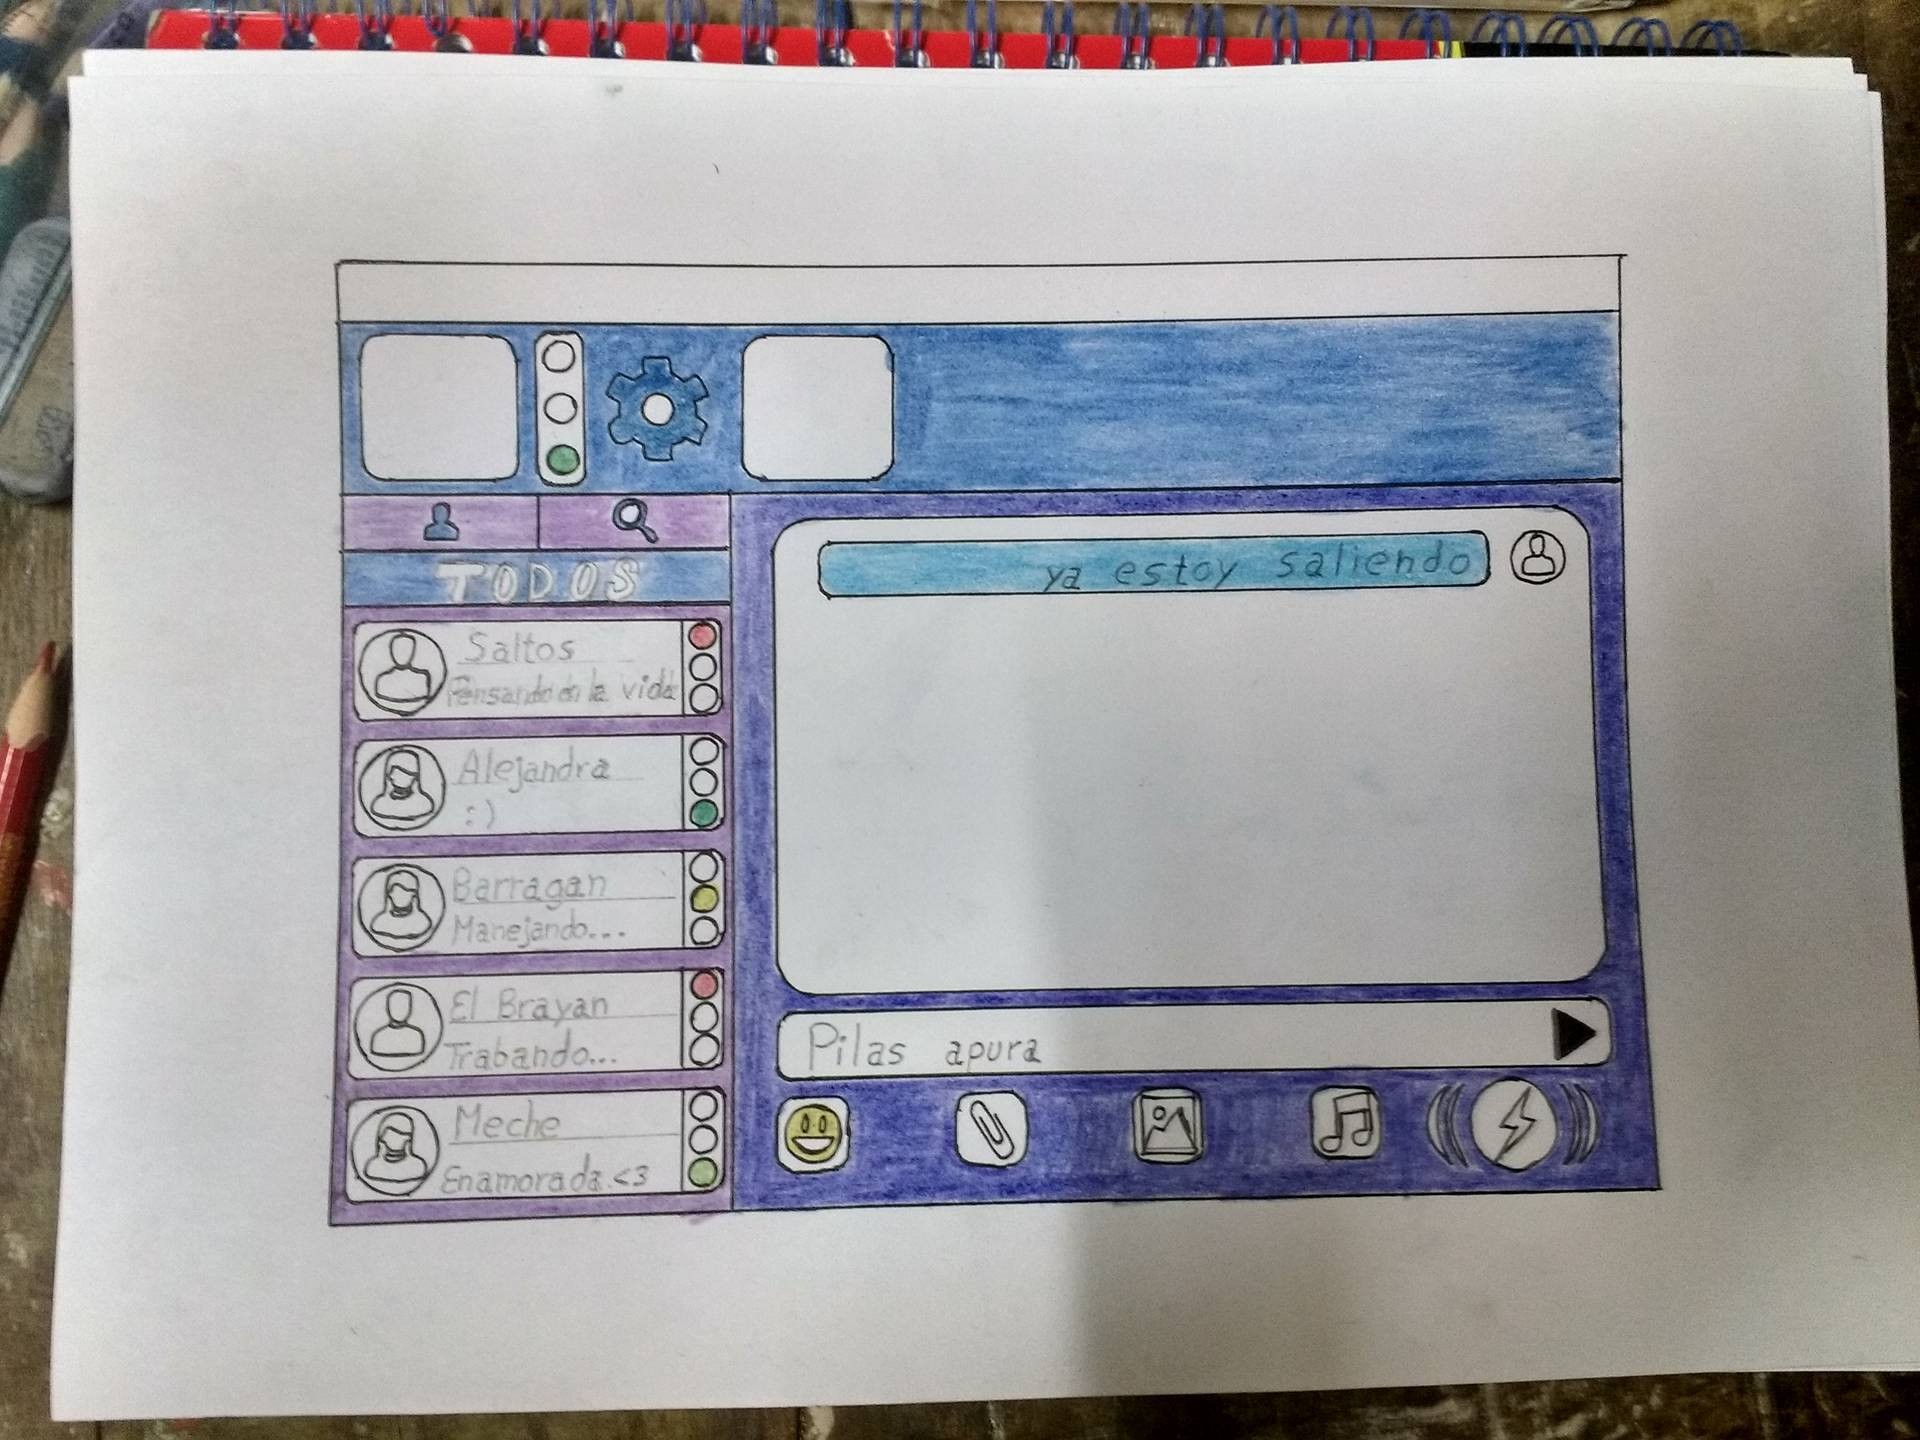 TODOS
Saltos
Pensando en la vida
Alejandra
:)
Barragan
Manejando...
El Brayan
Trabando...
Meche
Enamorada.<3
ya estoy saliendo
Pilas apura